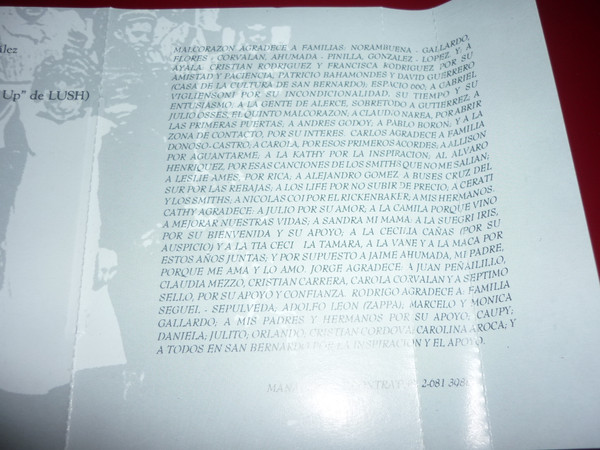 ález
Up" de LUSH)
MALCORAZON AGRADECE A FAMILIAS: NORAMBUENA - GALLARDO,
FLORES - CORVALAN, AHUMADA - PINILLA, GONZALEZ - LOPEZ Y A
AYALA- CRISTIAN RODRIGUEZ Y FRANCISCA RODRIGUEZ POR SU
AMISTAD Y PACIENCIA; PATRICIO BAHAMONDES Y DAVID GUERRERO
(CASA DE LA CULTURA DE SAN BERNARDO); ESPACIO 660; A GABRIEL
VIGLIENSONI POR SU INCONDICIONALIDAD, SU TIEMPO Y SU
ENTUSIASMO; A LA GENTE DE ALERCE, SOBRETODO A GUTIERREZ; A
JULIO OSSES, EL QUINTO MALCORAZON; A CLAUDIO NAREA, POR ABRIR
LAS PRIMERAS PUERTAS; A ANDRES GODOY; A PABLO BORON; Y A LA
ZONA DE CONTACTO, POR SU INTERES. CARLOS AGRADECE A FAMILIA
DONOSO-CASTRO; A CAROLA, POR ESOS PRIMEROS ACORDES; A ALLISON
POR AGUANTARME; A LA KATHY POR LA INSPIRACION; AL ALVARO
HENRIQUEZ, POR ESAS CANCIONES DE LOS SMITHS QUE NO ME SALIAN;
A LESLIE AMES, POR RICA; A ALEJANDRO GOMEZ. A BUSES CRUZ DEL
SUR POR LAS REBAJAS; A LOS LIFE POR NO SUBIR DE PRECIO; A CERATI
Y LOS SMITHS; A NICOLAS COT POR EL RICKENBAKER; A MIS HERMANOS.
CATHY AGRADECE: A JULIO POR SU AMOR, A LA CAMILA PORQUE VINO
A MEJORAR NUESTRAS VIDAS; A SANDRA MI MAMA; A LA SUEGRI IRIS,
POR SU BIENVENIDA Y SU APOYO; A LA CECILIA CAÑAS (POR SU
AUSPICIO) Y A LA TIA CECI LA TAMARA, A LA VANE Y A LA MACA POR
ESTOS AÑOS JUNTAS; Y POR SUPUESTO A JAIME AHUMADA, MI PADRE,
PORQUE ME AMA Y LO AMO. JORGE AGRADECE: A JUAN PEÑAILILLO,
CLAUDIA MEZZO, CRISTIAN CARRERA, CAROLA CORVALAN Y A SEPTIMO
SELLO, POR SU APOYO Y CONFIANZA. RODRIGO AGRADECE A FAMILIA
SEGUEL - SEPULVEDA; ADOLFO LEON (ZAPPA); MARCELO Y MONICA
GALLARDO; A MIS PADRES Y HERMANOS POR SU APOYO; CAUPY;
DANIELA; JULITO; ORLANDO; CRISTIAN CORDOVA; CAROLINA AROCA; Y
A TODOS EN SAN BERNARDO POR LA INSPIRACION Y EL APOYO.
2-081 398